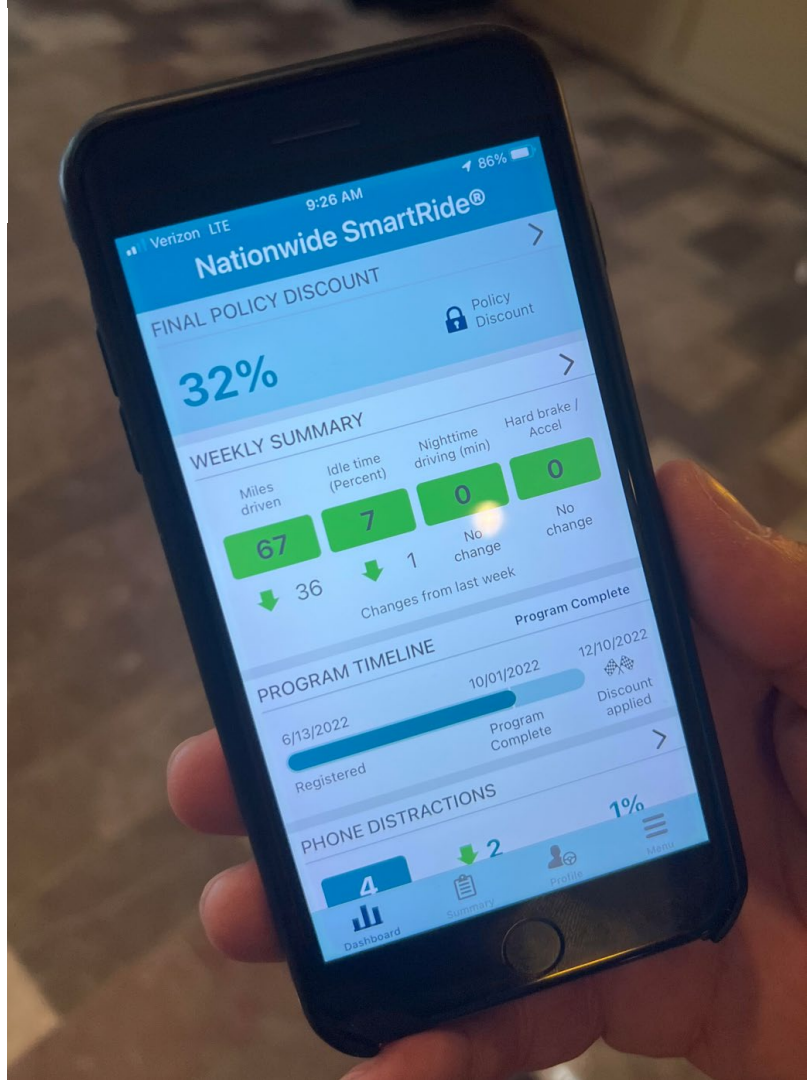 Verizon LTE 9:26 AM 86%
Nationwide SmartRide®
FINAL POLICY DISCOUNT
32%
Policy
Discount
WEEKLY SUMMARY
Miles
driven
67
36
Idle time
(Percent)
7
1
Nighttime
driving (min)
0
No
change
Hard brake /
Accel
0
No
change
Changes from last week
PROGRAM TIMELINE
Program Complete
6/13/2022
Registered
10/01/2022
Program
Complete
12/10/2022
Discount
applied
PHONE DISTRACTIONS
4
2
1%
Dashboard
Summary
Profile
Menu